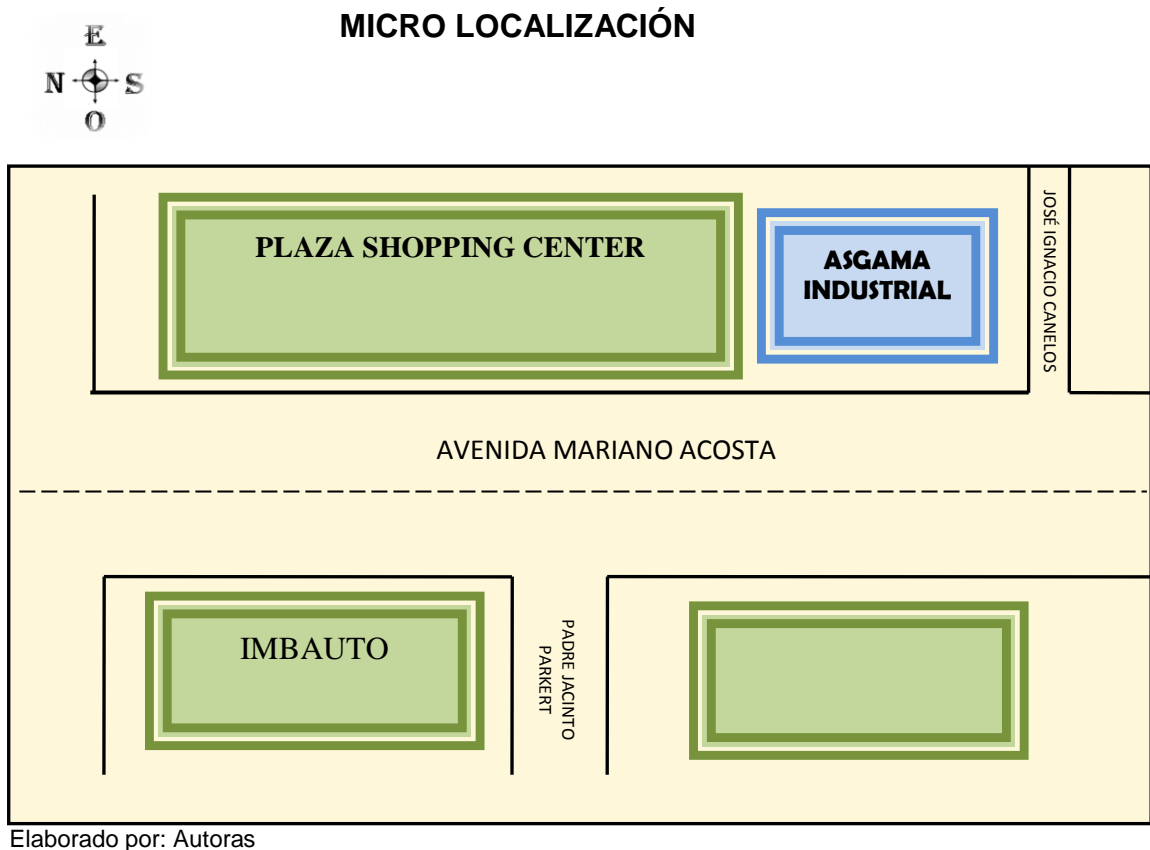 MICRO LOCALIZACIÓN
E
N S
O
PLAZA SHOPPING CENTER
ASGAMA
INDUSTRIAL
JOSÉ IGNACIO CANELOS
AVENIDA MARIANO ACOSTA
IMBAUTO
PADRE JACINTO
PARKERT
Elaborado por: Autoras